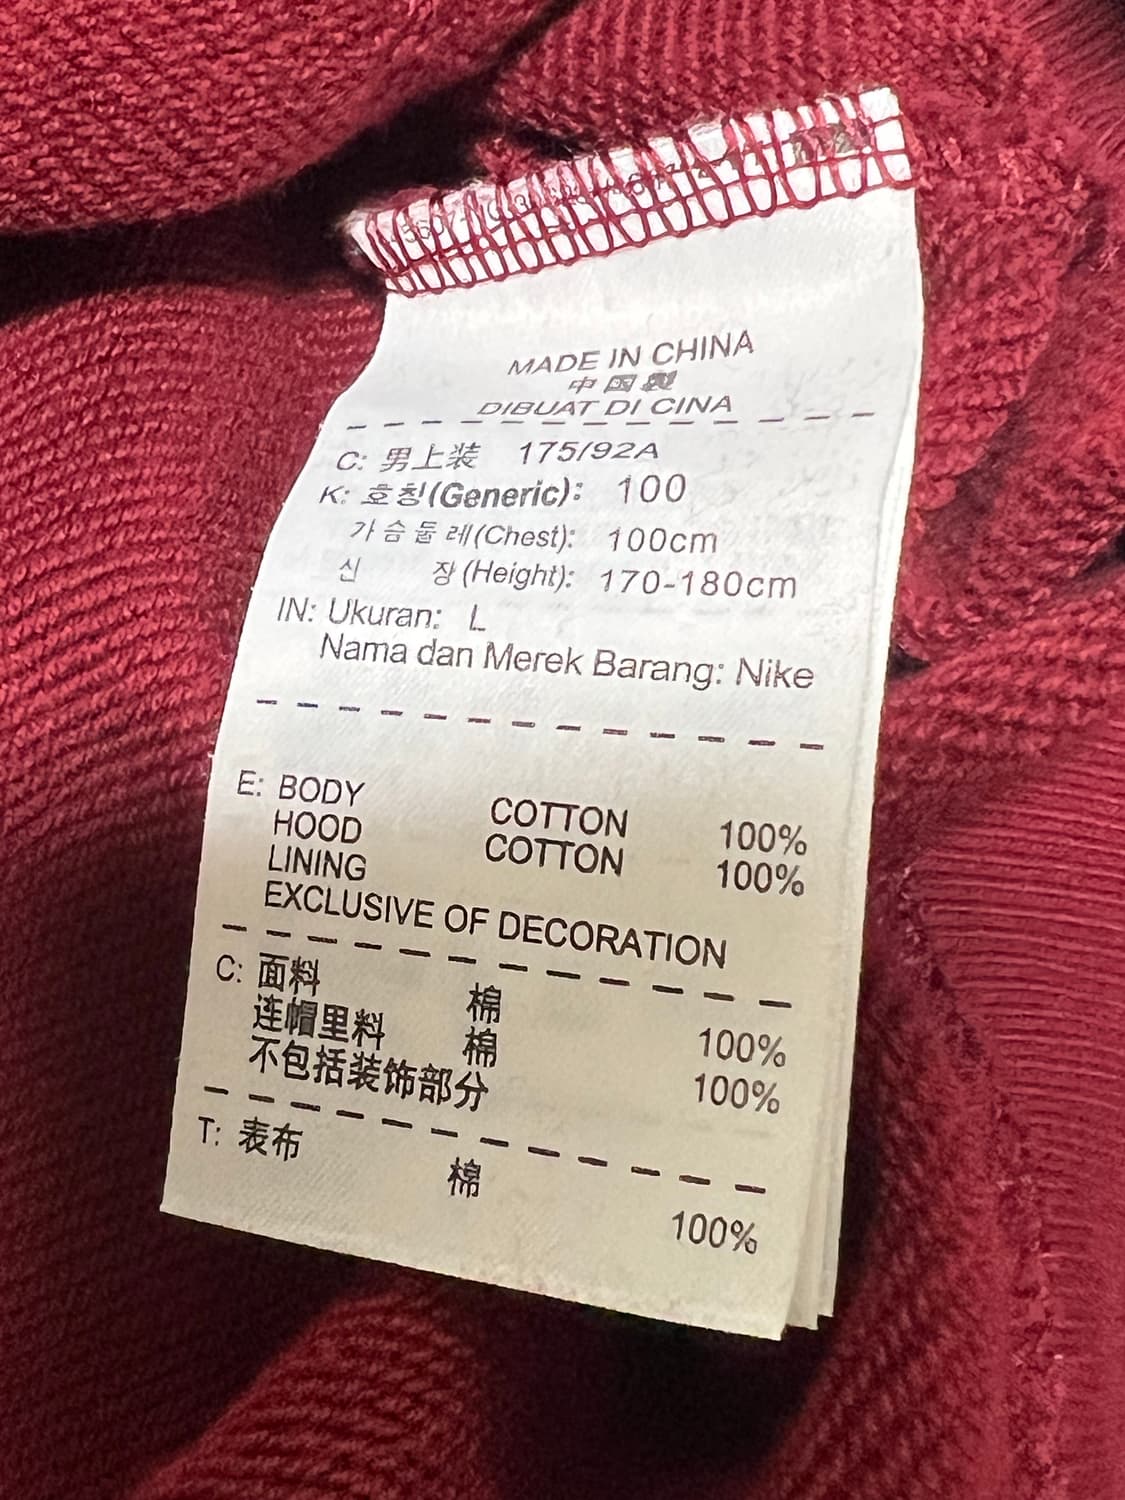 MADE IN CHINA
中国製
DIBUAT DI CINA
C: 男上装 175/92A
K: 호칭(Generic): 100
가슴둘레(Chest): 100cm
신 장(Height): 170-180cm
IN: Ukuran: L
Nama dan Merek Barang: Nike
E: BODY COTTON 100%
HOOD COTTON 100%
LINING
EXCLUSIVE OF DECORATION
C: 面料 棉 100%
连帽里料 棉 100%
不包括装饰部分
T: 表布 棉 100%